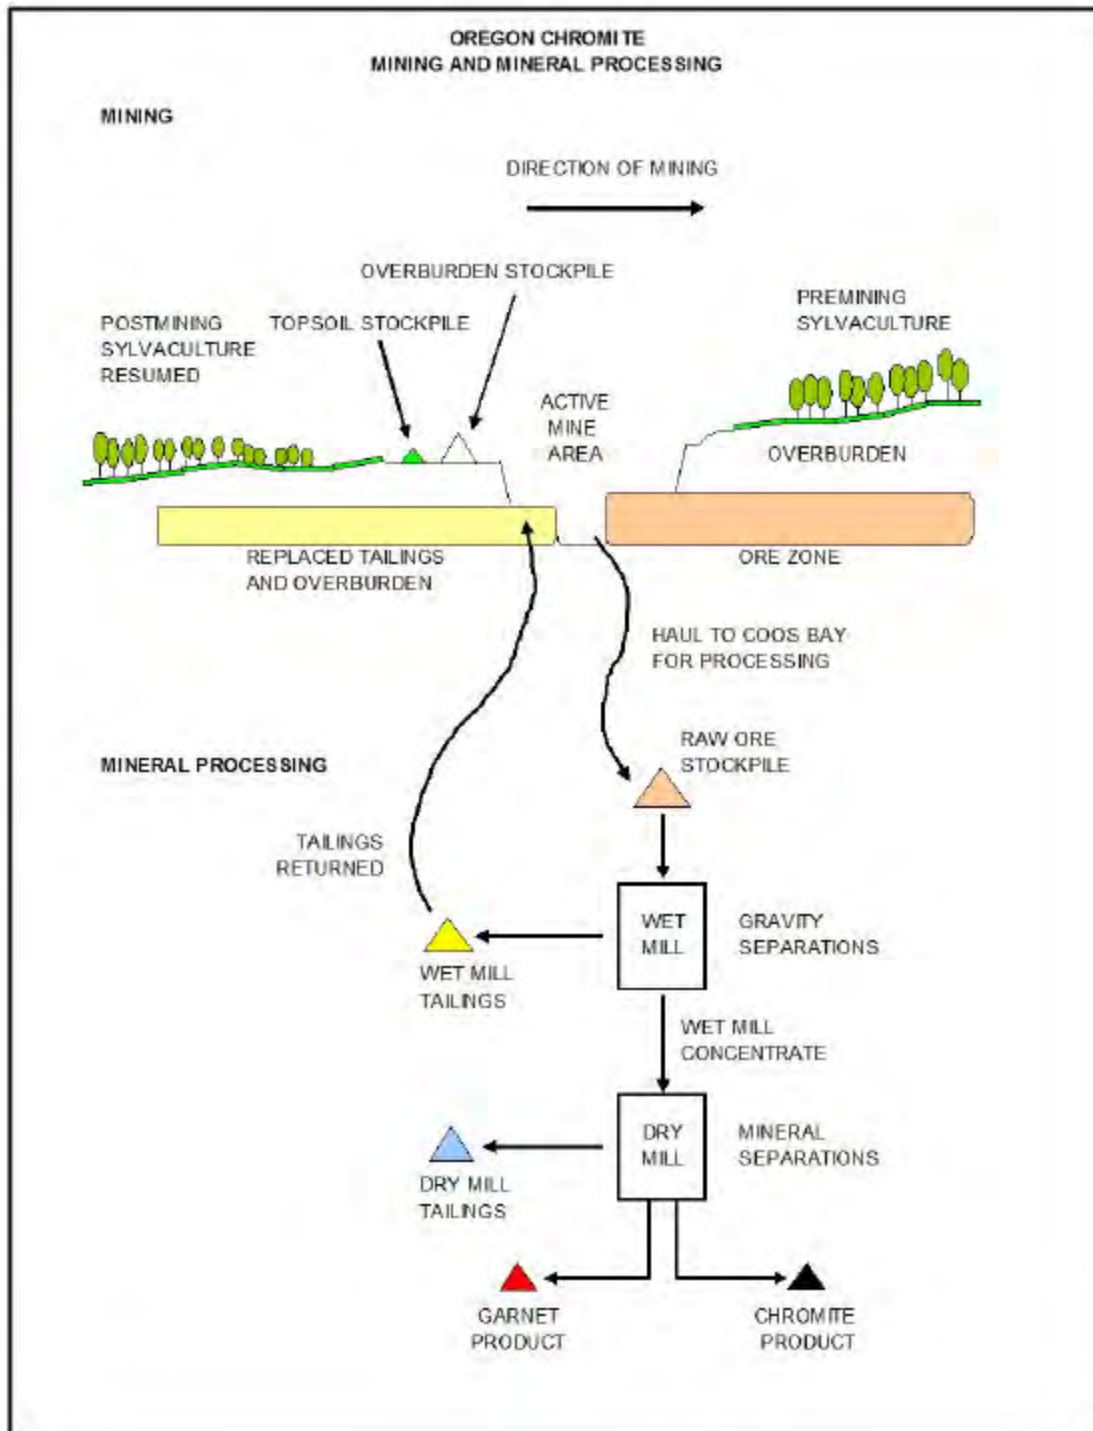 OREGON CHROMITE
MINING AND MINERAL PROCESSING
MINING
DIRECTION OF MINING
OVERBURDEN STOCKPILE
PREMINING
SYLVACULTURE
POSTMINING
SYLVACULTURE
RESUMED
TOPSOIL STOCKPILE
ACTIVE
MINE
AREA
OVERBURDEN
REPLACED TAILINGS
AND OVERBURDEN
ORE ZONE
HAUL TO COOS BAY
FOR PROCESSING
RAW ORE
STOCKPILE
MINERAL PROCESSING
TAILINGS
RETURNED
WET
MILL
GRAVITY
SEPARATIONS
WET MILL
TAILINGS
WET MILL
CONCENTRATE
DRY
MILL
MINERAL
SEPARATIONS
DRY MILL
TAILINGS
GARNET
PRODUCT
CHROMITE
PRODUCT